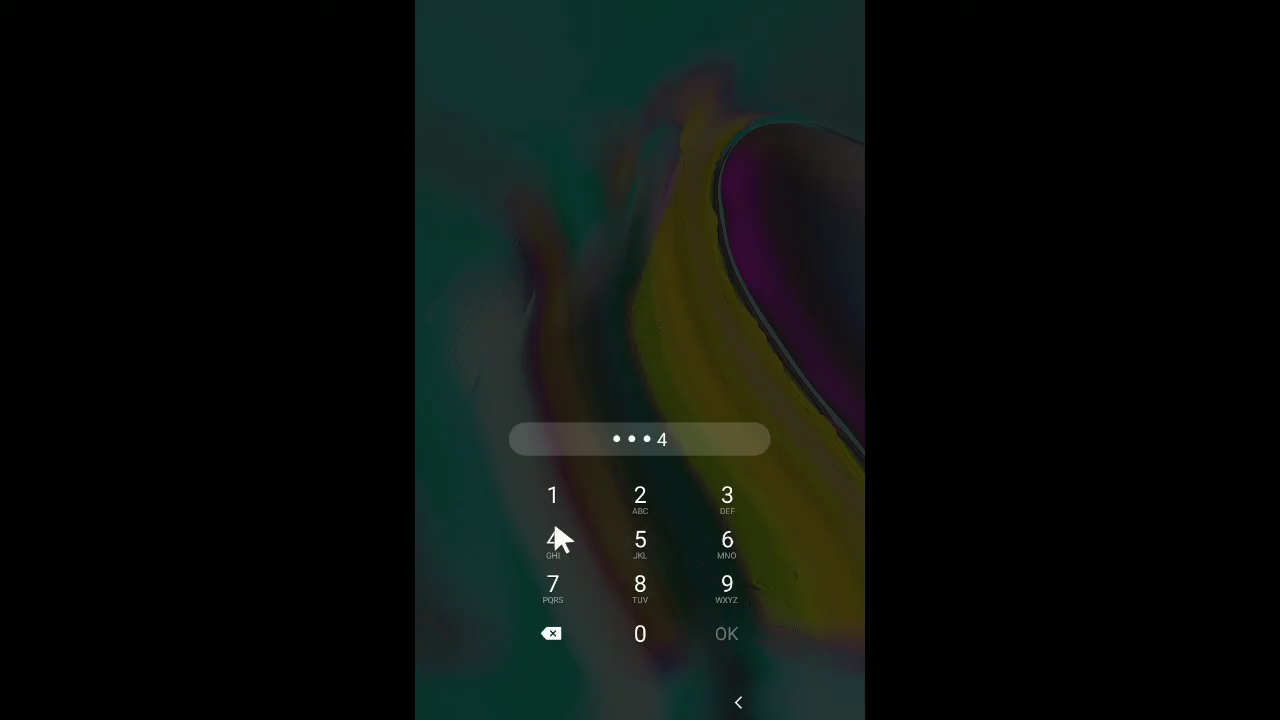 •••4
1 2 3
ABC DEF
4 5 6
GHI JKL MNO
7 8 9
PQRS TUV WXYZ
0 OK